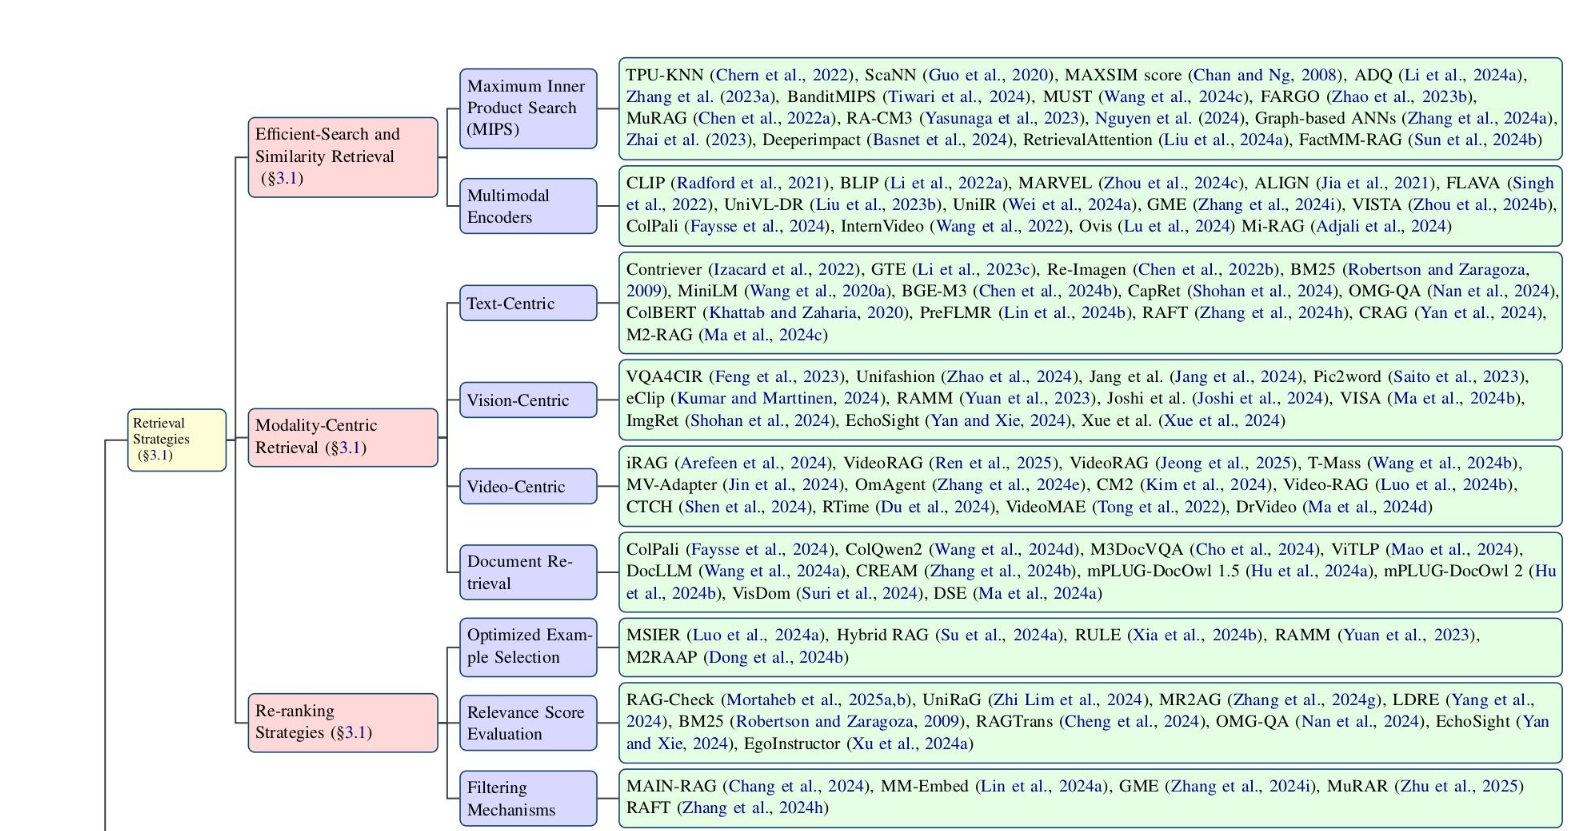 Retrieval
Strategies
(§3.1)
Efficient-Search and
Similarity Retrieval
(§3.1)
Maximum Inner
Product Search
(MIPS)
TPU-KNN (Chern et al., 2022), ScaNN (Guo et al., 2020), MAXSIM score (Chan and Ng, 2008), ADQ (Li et al., 2024a),
Zhang et al. (2023a), BanditMIPS (Tiwari et al., 2024), MUST (Wang et al., 2024c), FARGO (Zhao et al., 2023b),
MuRAG (Chen et al., 2022a), RA-CM3 (Yasunaga et al., 2023), Nguyen et al. (2024), Graph-based ANNs (Zhang et al., 2024a),
Zhai et al. (2023), Deeperimpact (Basnet et al., 2024), RetrievalAttention (Liu et al., 2024a), FactMM-RAG (Sun et al., 2024b)
Multimodal
Encoders
CLIP (Radford et al., 2021), BLIP (Li et al., 2022a), MARVEL (Zhou et al., 2024c), ALIGN (Jia et al., 2021), FLAVA (Singh
et al., 2022), UniVL-DR (Liu et al., 2023b), UniIR (Wei et al., 2024a), GME (Zhang et al., 2024i), VISTA (Zhou et al., 2024b),
ColPali (Faysse et al., 2024), InternVideo (Wang et al., 2022), Ovis (Lu et al., 2024) Mi-RAG (Adjali et al., 2024)
Modality-Centric
Retrieval (§3.1)
Text-Centric
Contriever (Izacard et al., 2022), GTE (Li et al., 2023c), Re-Imagen (Chen et al., 2022b), BM25 (Robertson and Zaragoza,
2009), MiniLM (Wang et al., 2020a), BGE-M3 (Chen et al., 2024b), CapRet (Shohan et al., 2024), OMG-QA (Nan et al., 2024),
ColBERT (Khattab and Zaharia, 2020), PreFLMR (Lin et al., 2024b), RAFT (Zhang et al., 2024h), CRAG (Yan et al., 2024),
M2-RAG (Ma et al., 2024c)
Vision-Centric
VQA4CIR (Feng et al., 2023), Unifashion (Zhao et al., 2024), Jang et al. (Jang et al., 2024), Pic2word (Saito et al., 2023),
eClip (Kumar and Marttinen, 2024), RAMM (Yuan et al., 2023), Joshi et al. (Joshi et al., 2024), VISA (Ma et al., 2024b),
ImgRet (Shohan et al., 2024), EchoSight (Yan and Xie, 2024), Xue et al. (Xue et al., 2024)
Video-Centric
iRAG (Arefeen et al., 2024), VideoRAG (Ren et al., 2025), VideoRAG (Jeong et al., 2025), T-Mass (Wang et al., 2024b),
MV-Adapter (Jin et al., 2024), OmAgent (Zhang et al., 2024e), CM2 (Kim et al., 2024), Video-RAG (Luo et al., 2024b),
CTCH (Shen et al., 2024), RTime (Du et al., 2024), VideoMAE (Tong et al., 2022), DrVideo (Ma et al., 2024d)
Document Re-
trieval
ColPali (Faysse et al., 2024), ColQwen2 (Wang et al., 2024d), M3DocVQA (Cho et al., 2024), ViTLP (Mao et al., 2024),
DocLLM (Wang et al., 2024a), CREAM (Zhang et al., 2024b), mPLUG-DocOwl 1.5 (Hu et al., 2024a), mPLUG-DocOwl 2 (Hu
et al., 2024b), VisDom (Suri et al., 2024), DSE (Ma et al., 2024a)
Re-ranking
Strategies (§3.1)
Optimized Exam-
ple Selection
MSIER (Luo et al., 2024a), Hybrid RAG (Su et al., 2024a), RULE (Xia et al., 2024b), RAMM (Yuan et al., 2023),
M2RAAP (Dong et al., 2024b)
Relevance Score
Evaluation
RAG-Check (Mortaheb et al., 2025a,b), UniRaG (Zhi Lim et al., 2024), MR2AG (Zhang et al., 2024g), LDRE (Yang et al.,
2024), BM25 (Robertson and Zaragoza, 2009), RAGTrans (Cheng et al., 2024), OMG-QA (Nan et al., 2024), EchoSight (Yan
and Xie, 2024), EgoInstructor (Xu et al., 2024a)
Filtering
Mechanisms
MAIN-RAG (Chang et al., 2024), MM-Embed (Lin et al., 2024a), GME (Zhang et al., 2024i), MuRAR (Zhu et al., 2025)
RAFT (Zhang et al., 2024h)